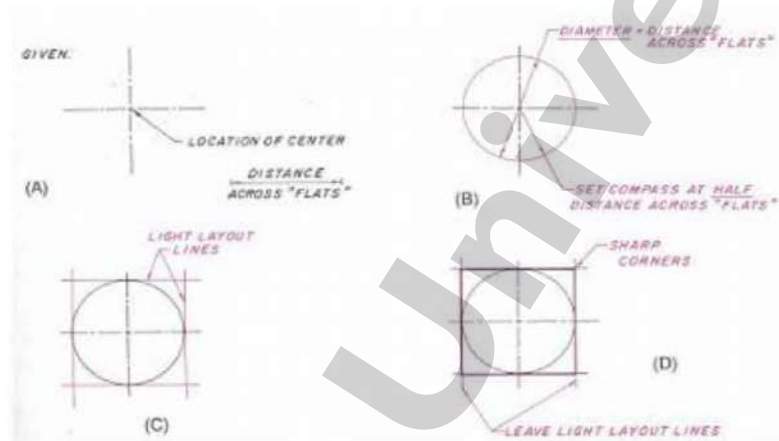 GIVEN:
LOCATION OF CENTER
DISTANCE
ACROSS "FLATS"
(A)
DIAMETER = DISTANCE
ACROSS "FLATS"
SET COMPASS AT HALF
DISTANCE ACROSS "FLATS"
(B)
LIGHT LAYOUT
LINES
(C)
SHARP
CORNERS
(D)
LEAVE LIGHT LAYOUT LINES
Unive